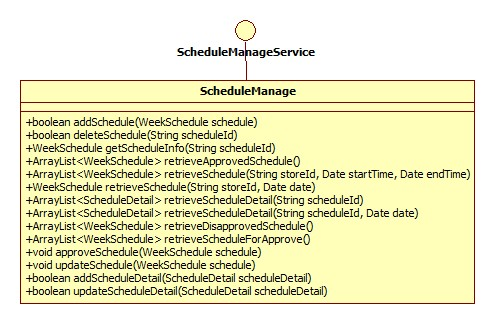 ScheduleManageService
ScheduleManage
+boolean addSchedule(WeekSchedule schedule)
+boolean deleteSchedule(String scheduleId)
+WeekSchedule getScheduleInfo(String scheduleId)
+ArrayList<WeekSchedule> retrieveApprovedSchedule()
+ArrayList<WeekSchedule> retrieveSchedule(String storeId, Date startTime, Date endTime)
+WeekSchedule retrieveSchedule(String storeId, Date date)
+ArrayList<ScheduleDetail> retrieveScheduleDetail(String scheduleId)
+ArrayList<ScheduleDetail> retrieveScheduleDetail(String scheduleId, Date date)
+ArrayList<WeekSchedule> retrieveDisapprovedSchedule()
+ArrayList<WeekSchedule> retrieveScheduleForApprove()
+void approveSchedule(WeekSchedule schedule)
+void updateSchedule(WeekSchedule schedule)
+boolean addScheduleDetail(ScheduleDetail scheduleDetail)
+boolean updateScheduleDetail(ScheduleDetail scheduleDetail)